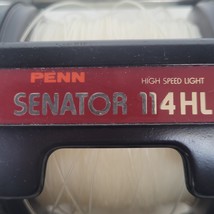 PENN
HIGH SPEED LIGHT
SENATOR 114HL